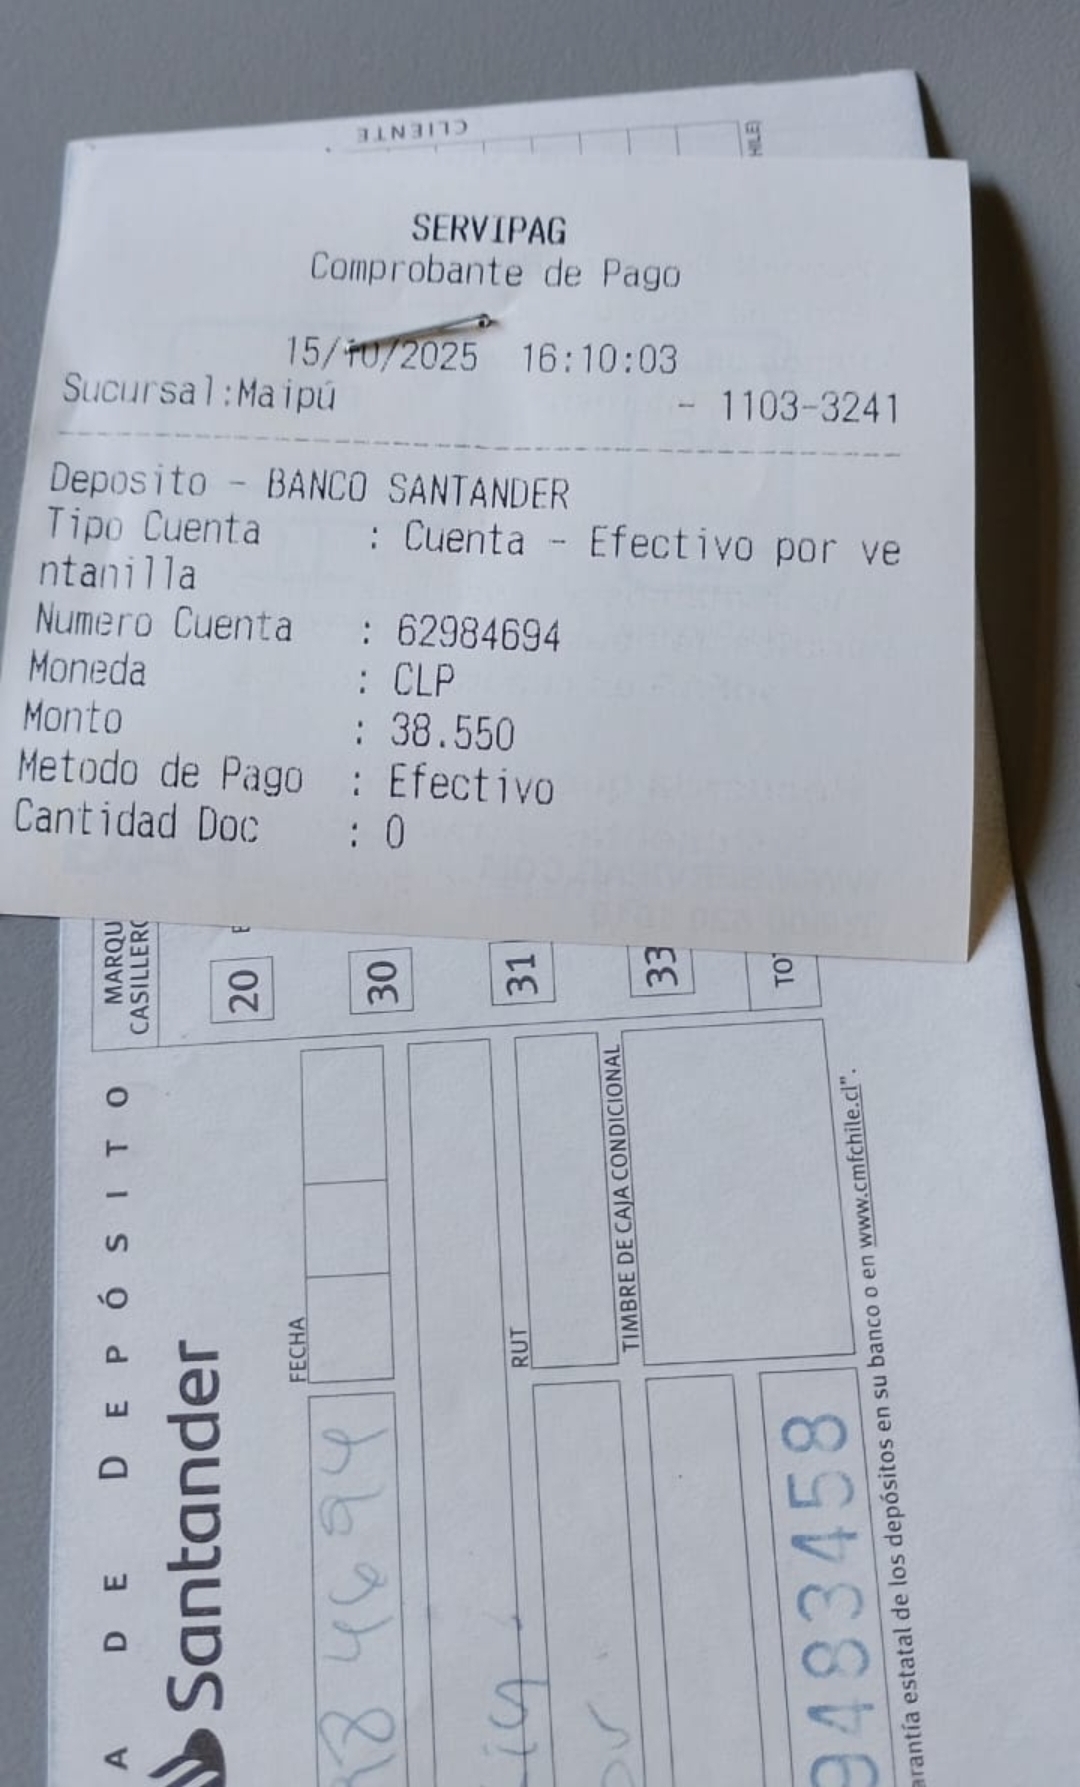 CLIENTE
SERVIPAG
Comprobante de Pago
15/10/2025 16:10:03
Sucursal:Maipú - 1103-3241
Deposito - BANCO SANTANDER
Tipo Cuenta : Cuenta - Efectivo por ve
ntanilla
Numero Cuenta : 62984694
Moneda : CLP
Monto : 38.550
Metodo de Pago : Efectivo
Cantidad Doc : 0
20
30
31
33
A DE DEPÓSITO
Santander
FECHA
84694
RUT
TIMBRE DE CAJA CONDICIONAL
9483458
estatal de los depósitos en su banco o en www.cmfchile.cl".